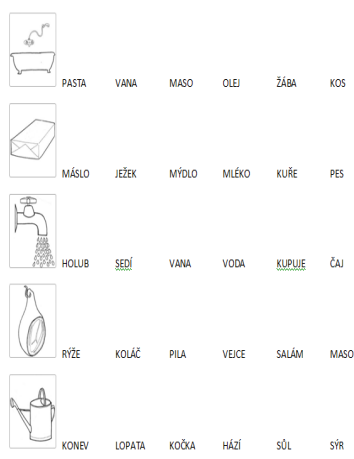 PASTA VANA MASO OLEJ ŽÁBA KOS
MÁSLO JEŽEK MÝDLO MLÉKO KUŘE PES
HOLUB SEDÍ VANA VODA KUPUJE ČAJ
RÝŽE KOLÁČ PILA VEJCE SALÁM MASO
KONEV LOPATA KOČKA HÁZÍ SŮL SÝR